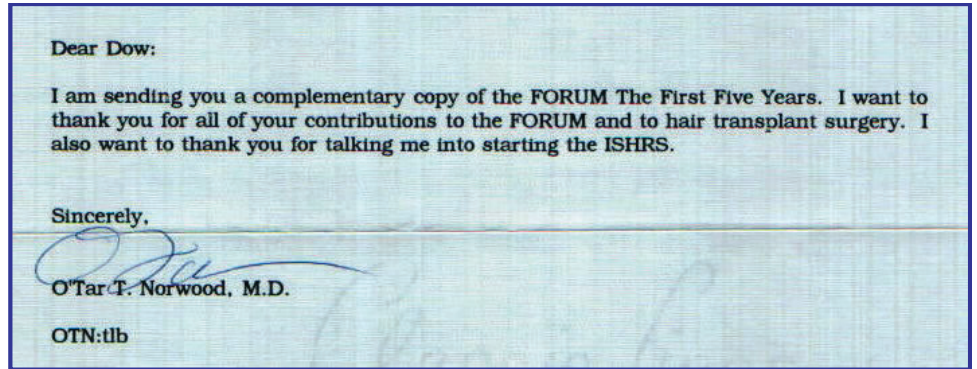 Dear Dow:
I am sending you a complementary copy of the FORUM The First Five Years. I want to
thank you for all of your contributions to the FORUM and to hair transplant surgery. I
also want to thank you for talking me into starting the ISHRS.
Sincerely,
O'Tar T. Norwood, M.D.
OTN:tlb